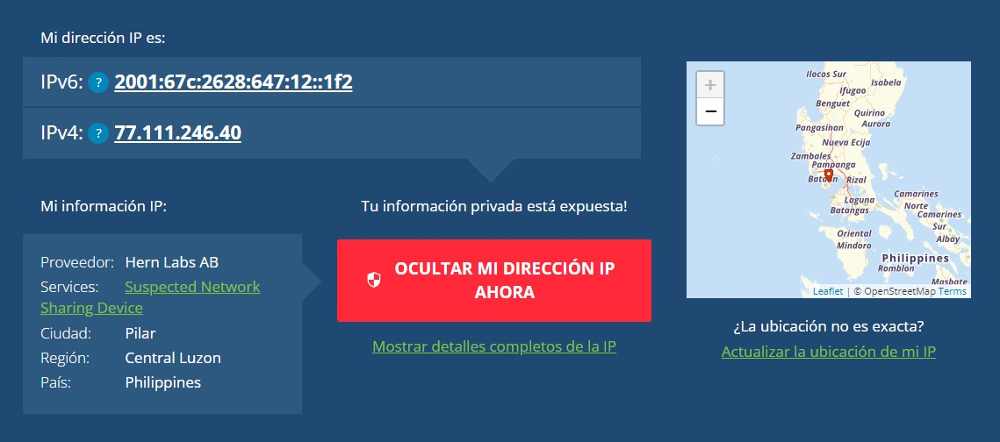 Mi dirección IP es:
IPv6: ? 2001:67c:2628:647:12::1f2
IPv4: ? 77.111.246.40
Mi información IP:
Proveedor: Hern Labs AB
Services: Suspected Network
Sharing Device
Ciudad: Pilar
Región: Central Luzon
País: Philippines
Tu información privada está expuesta!
OCULTAR MI DIRECCIÓN IP
AHORA
Mostrar detalles completos de la IP
+
−
Ilocos Sur
Isabela
Ifugao
Benguet
Quirino
Aurora
Pangasinan
Nueva Ecija
Zambales
Pampanga
Bataan
Rizal
Laguna
Batangas
Camarines
Norte
Camarines
Sur
Albay
Oriental
Mindoro
Philippines
Romblon
Masbate
Leaflet | © OpenStreetMap Terms
¿La ubicación no es exacta?
Actualizar la ubicación de mi IP